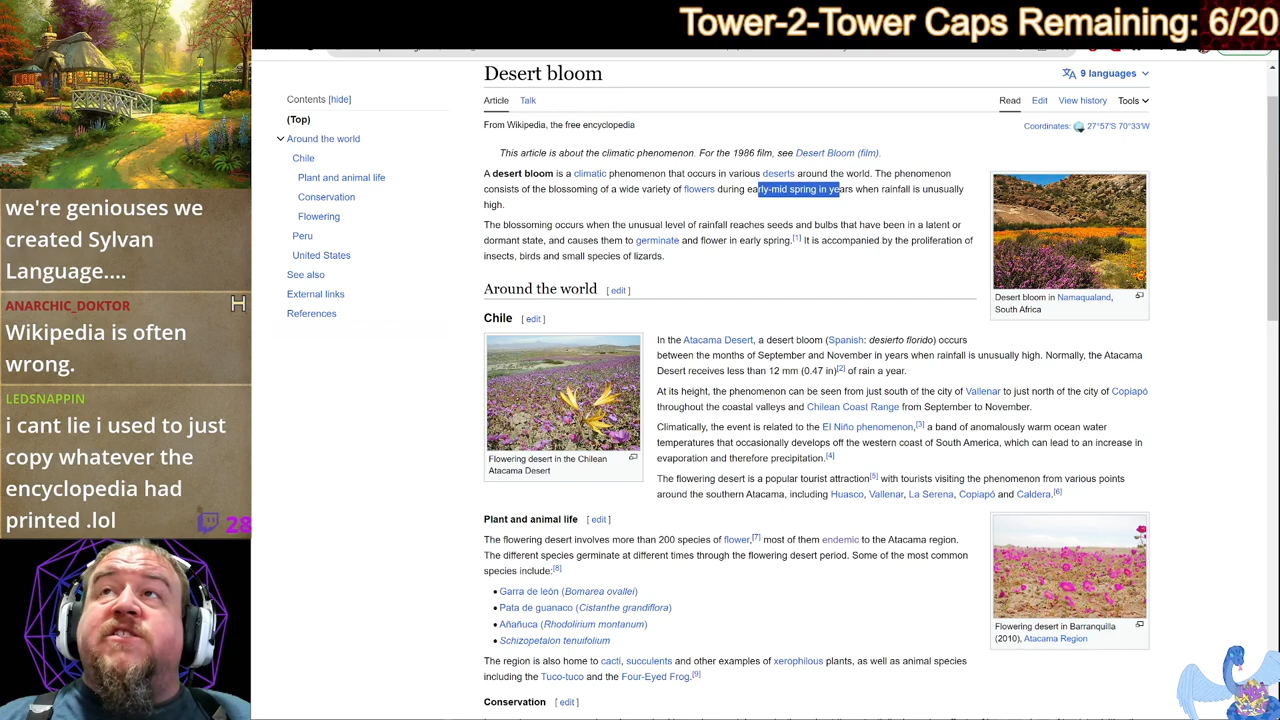 Tower-2-Tower Caps Remaining: 6/20
we're geniouses we
created Sylvan
Language....
ANARCHIC_DOKTOR
Wikipedia is often
wrong.
LEDSNAPPIN
i cant lie i used to just
copy whatever the
encyclopedia had
printed .lol
28
Contents [hide]
(Top)
Around the world
Chile
Plant and animal life
Conservation
Flowering
Peru
United States
See also
External links
References
Desert bloom
9 languages
Article Talk
Read Edit View history Tools
From Wikipedia, the free encyclopedia
Coordinates: 27°57′S 70°33′W
This article is about the climatic phenomenon. For the 1986 film, see Desert Bloom (film).
A desert bloom is a climatic phenomenon that occurs in various deserts around the world. The phenomenon
consists of the blossoming of a wide variety of flowers during early-mid spring in years when rainfall is unusually
high.
The blossoming occurs when the unusual level of rainfall reaches seeds and bulbs that have been in a latent or
dormant state, and causes them to germinate and flower in early spring.[1] It is accompanied by the proliferation of
insects, birds and small species of lizards.
Desert bloom in Namaqualand,
South Africa
Around the world [ edit ]
Chile [ edit ]
Flowering desert in the Chilean
Atacama Desert
In the Atacama Desert, a desert bloom (Spanish: desierto florido) occurs
between the months of September and November in years when rainfall is unusually high. Normally, the Atacama
Desert receives less than 12 mm (0.47 in)[2] of rain a year.
At its height, the phenomenon can be seen from just south of the city of Vallenar to just north of the city of Copiapó
throughout the coastal valleys and Chilean Coast Range from September to November.
Climatically, the event is related to the El Niño phenomenon,[3] a band of anomalously warm ocean water
temperatures that occasionally develops off the western coast of South America, which can lead to an increase in
evaporation and therefore precipitation.[4]
The flowering desert is a popular tourist attraction[5] with tourists visiting the phenomenon from various points
around the southern Atacama, including Huasco, Vallenar, La Serena, Copiapó and Caldera.[6]
Plant and animal life [ edit ]
The flowering desert involves more than 200 species of flower,[7] most of them endemic to the Atacama region.
The different species germinate at different times through the flowering desert period. Some of the most common
species include:[8]
• Garra de león (Bomarea ovallei)
• Pata de guanaco (Cistanthe grandiflora)
• Añañuca (Rhodolirium montanum)
• Schizopetalon tenuifolium
Flowering desert in Barranquilla
(2010), Atacama Region
The region is also home to cacti, succulents and other examples of xerophilous plants, as well as animal species
including the Tuco-tuco and the Four-Eyed Frog.[9]
Conservation [ edit ]